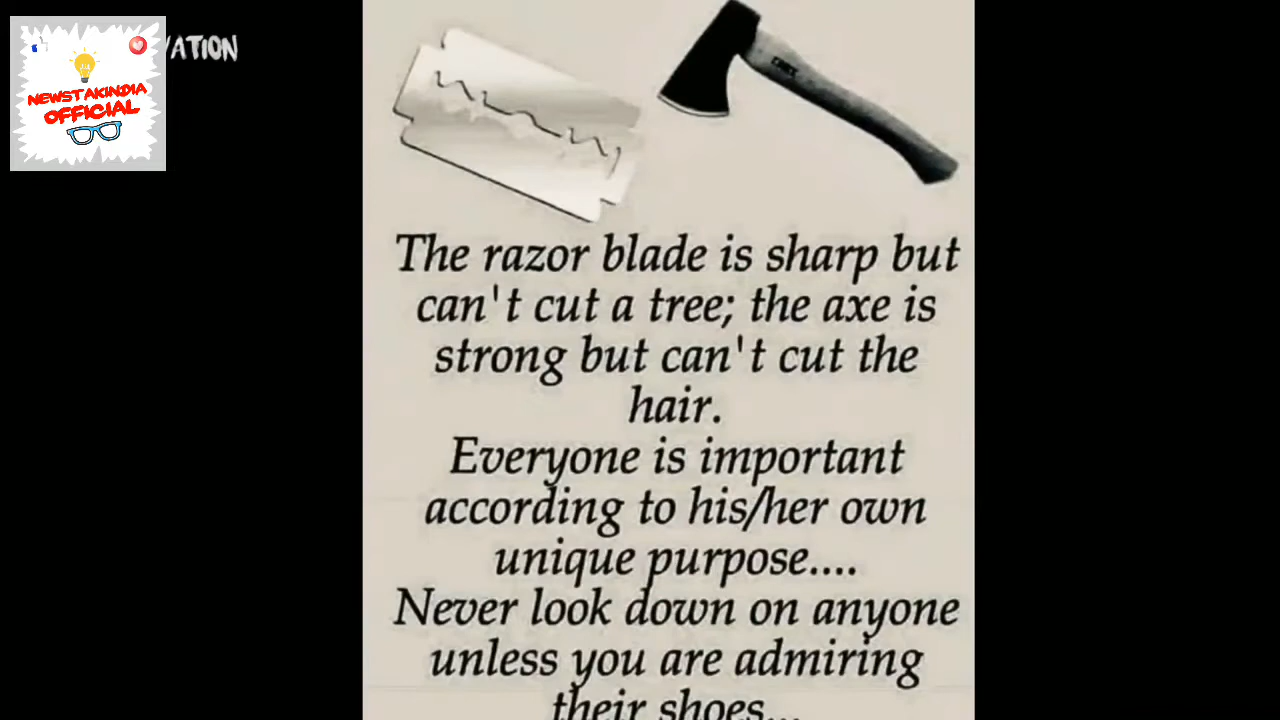 VATION
NEWSTAKINDIA
OFFICIAL
The razor blade is sharp but
can't cut a tree; the axe is
strong but can't cut the
hair.
Everyone is important
according to his/her own
unique purpose....
Never look down on anyone
unless you are admiring
their shoes...